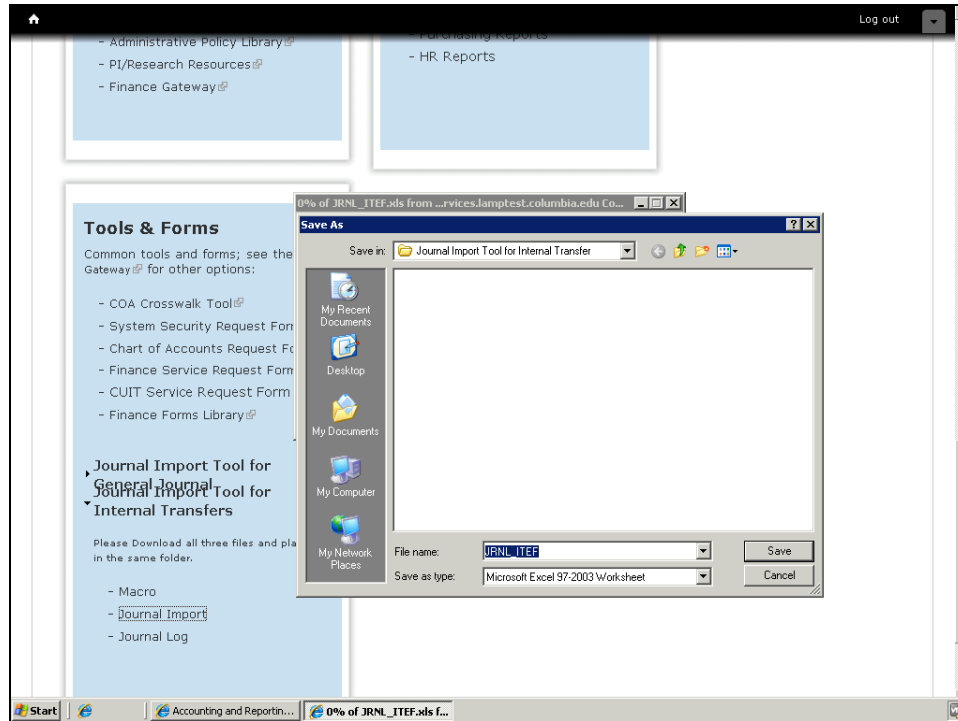 Log out
- Administrative Policy Library
- PI/Research Resources
- Finance Gateway
- Purchasing Reports
- HR Reports
Tools & Forms
Common tools and forms; see the
Gateway for other options:
- COA Crosswalk Tool
- System Security Request For
- Chart of Accounts Request Fo
- Finance Service Request Form
- CUIT Service Request Form
- Finance Forms Library
Journal Import Tool for
General Journal
Journal Import Tool for
Internal Transfers
Please Download all three files and pla
in the same folder.
- Macro
- Journal Import
- Journal Log
0% of JRNL_ITEF.xls from ...rvices.lamptest.columbia.edu Co...
Save As
Save in:
Journal Import Tool for Internal Transfer
My Recent
Documents
Desktop
My Documents
My Computer
My Network
Places
File name:
JRNL_ITEF
Save
Save as type:
Microsoft Excel 97-2003 Worksheet
Cancel
Start
Accounting and Reportin...
0% of JRNL_ITEF.xls f...